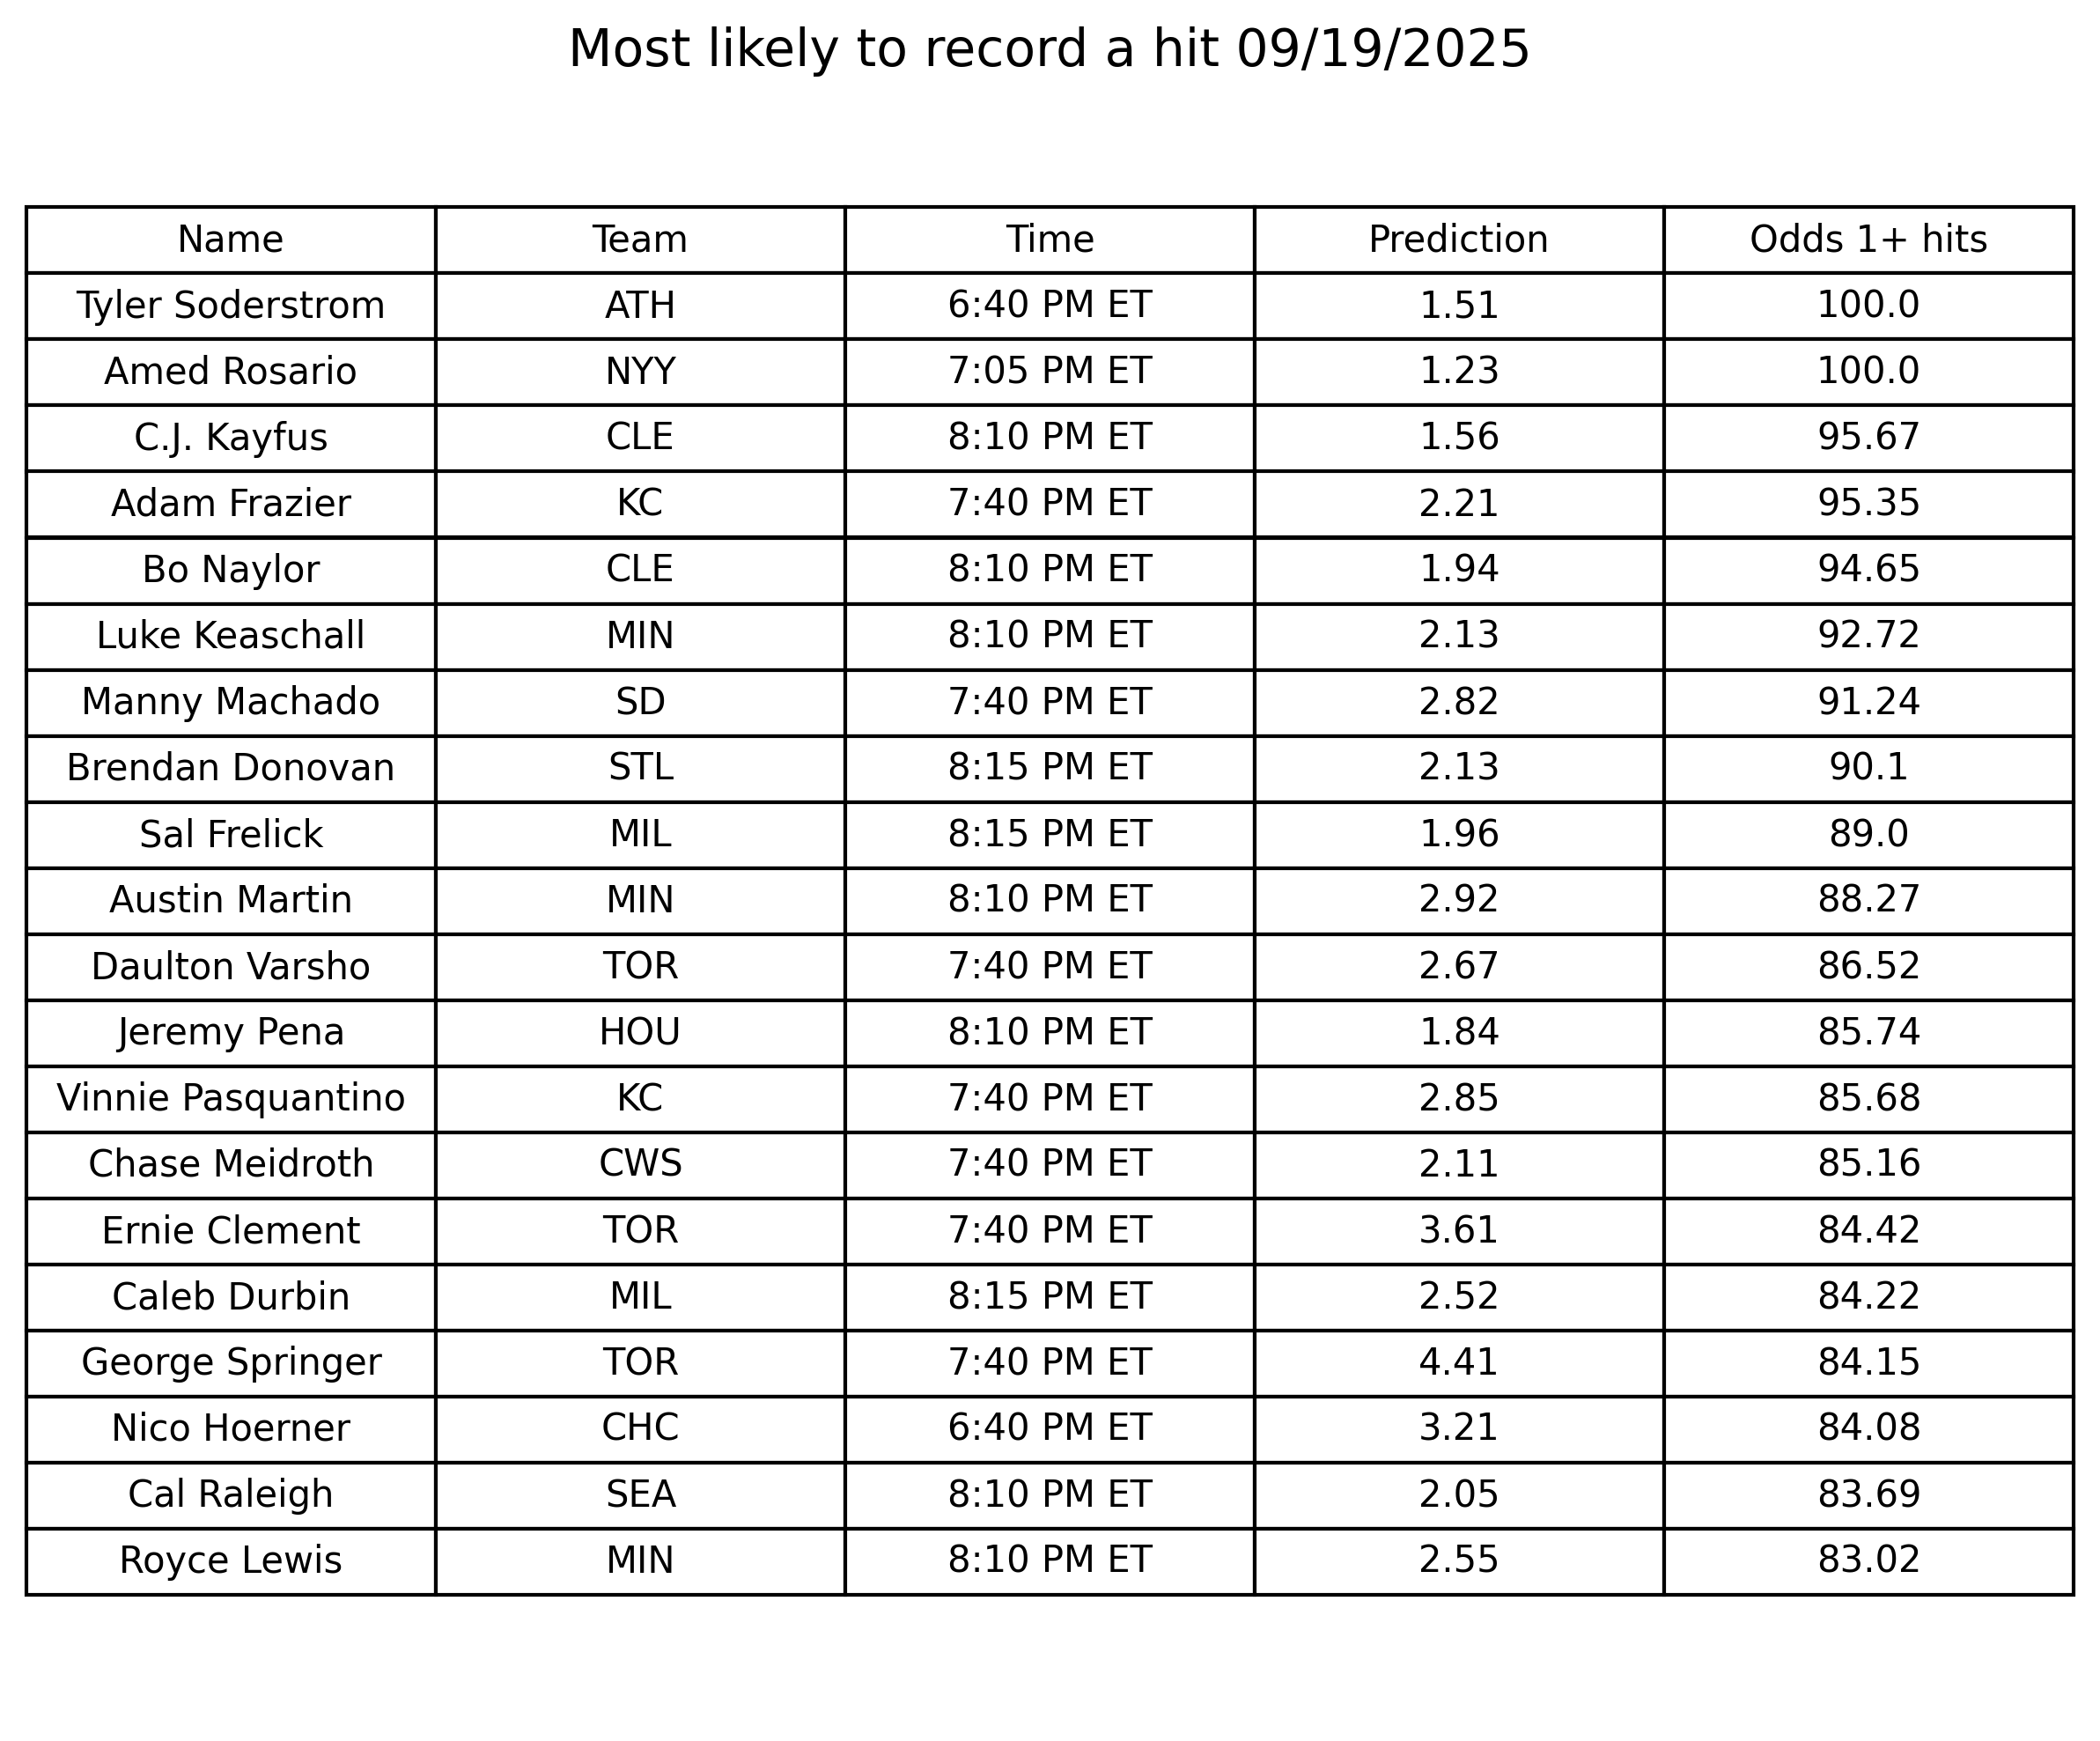 Most likely to record a hit 09/19/2025
Name Team Time Prediction Odds 1+ hits
Tyler Soderstrom ATH 6:40 PM ET 1.51 100.0
Amed Rosario NYY 7:05 PM ET 1.23 100.0
C.J. Kayfus CLE 8:10 PM ET 1.56 95.67
Adam Frazier KC 7:40 PM ET 2.21 95.35
Bo Naylor CLE 8:10 PM ET 1.94 94.65
Luke Keaschall MIN 8:10 PM ET 2.13 92.72
Manny Machado SD 7:40 PM ET 2.82 91.24
Brendan Donovan STL 8:15 PM ET 2.13 90.1
Sal Frelick MIL 8:15 PM ET 1.96 89.0
Austin Martin MIN 8:10 PM ET 2.92 88.27
Daulton Varsho TOR 7:40 PM ET 2.67 86.52
Jeremy Pena HOU 8:10 PM ET 1.84 85.74
Vinnie Pasquantino KC 7:40 PM ET 2.85 85.68
Chase Meidroth CWS 7:40 PM ET 2.11 85.16
Ernie Clement TOR 7:40 PM ET 3.61 84.42
Caleb Durbin MIL 8:15 PM ET 2.52 84.22
George Springer TOR 7:40 PM ET 4.41 84.15
Nico Hoerner CHC 6:40 PM ET 3.21 84.08
Cal Raleigh SEA 8:10 PM ET 2.05 83.69
Royce Lewis MIN 8:10 PM ET 2.55 83.02